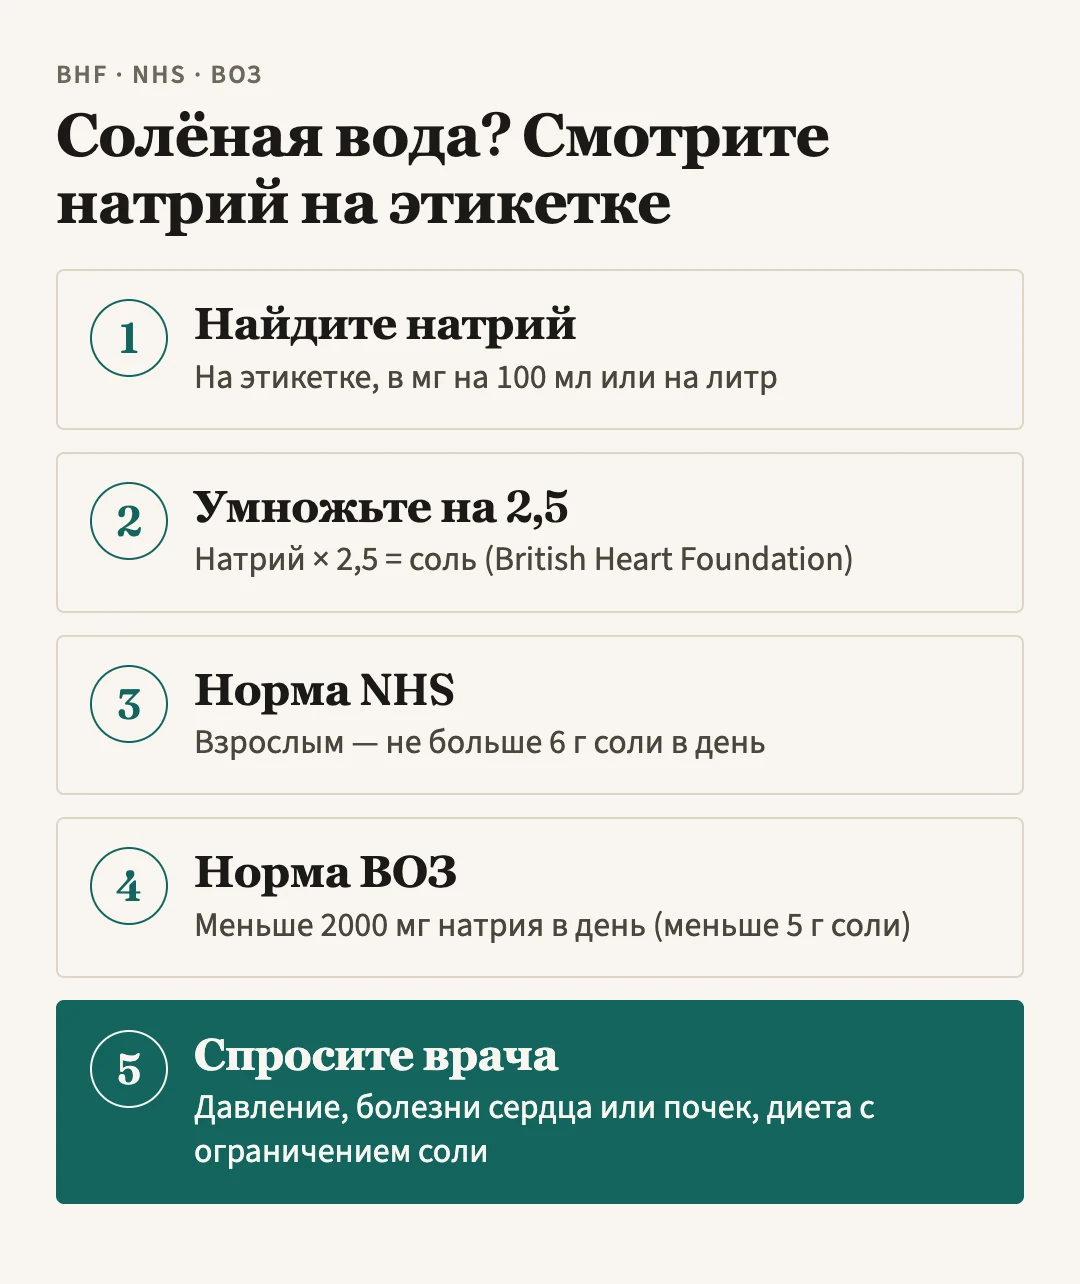 BHF · NHS · ВОЗ
Солёная вода? Смотрите
натрий на этикетке
1
Найдите натрий
На этикетке, в мг на 100 мл или на литр
2
Умножьте на 2,5
Натрий × 2,5 = соль (British Heart Foundation)
3
Норма NHS
Взрослым — не больше 6 г соли в день
4
Норма ВОЗ
Меньше 2000 мг натрия в день (меньше 5 г соли)
5
Спросите врача
Давление, болезни сердца или почек, диета с
ограничением соли